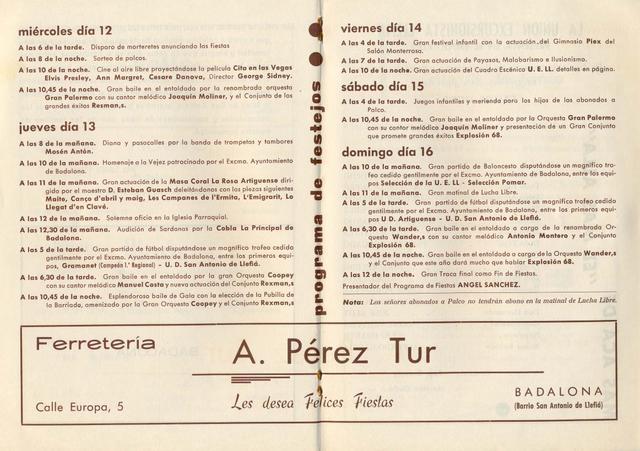 miércoles día 12
A las 6 de la tarde. Disparo de morteretes anunciando las fiestas
A las 8 de la noche. Sorteo de palcos.
A las 10 de la noche. Cine al aire libre proyectándose la película Cita en las Vegas
Elvis Presley, Ann Margret, Cesare Danova, Director George Sidney.
A las 10,45 de la noche. Gran baile en el entoldado por la renombrada orquesta
Gran Palermo con su cantor melódico Joaquín Moliner, y el Conjunto de los
grandes éxitos Rexman,s.
jueves día 13
A las 8 de la mañana. Diana y pasacalles por la banda de trompetas y tambores
Mosén Antón.
A las 10 de la mañana. Homenaje a la Vejez patrocinado por el Excmo. Ayuntamiento
de Badalona.
A las 11 de la mañana. Gran actuación de la Masa Coral La Rosa Artiguense diri-
gido por el maestro D. Esteban Guasch deleitándonos con las piezas siguientes
Maite, Canço d'abril y maig, Les Campanes de l'Ermita, L'Emigrarit, Lo
Llegat d'en Clavé.
A las 12 de la mañana. Solemne oficio en la Iglesia Parroquial.
A las 12,30 de la mañana. Audición de Sardanas por la Cobla La Principal de
Badalona.
A las 5 de la tarde. Gran partido de fútbol disputándose un magnífico trofeo cedido
gentilmente por el Excmo. Ayuntamiento de Badalona, entre los primeros equi-
pos, Gramanet (Campeón 1.ª Regional) - U. D. San Antonio de Llefiá.
A las 6,30 de la tarde. Gran baile en el entoldado por la gran Orquesta Coopey
con su cantor melódico Manuel Costa y nueva actuación del Conjunto Rexman,s
A las 10,45 de la noche. Esplendoroso baile de Gala con la elección de la Pubilla de
la Barriada, amenizado por la Gran Orquesta Coopey y el Conjunto Rexman,s
programa de festejos
viernes día 14
A las 4 de la tarde. Gran festival infantil con la actuación del Gimnasio Piex del
Salón Monterrosa.
A las 7 de la tarde. Gran actuación de Payasos, Malabarismo e Ilusionismo.
A las 10 de la noche. Gran actuación del Cuadro Escénico U. E. LL. detalles en página.
sábado día 15
A las 4 de la tarde. Juegos infantiles y merienda para los hijos de los abonados a
Palco.
A las 10,45 de la noche. Gran baile en el entoldado por la Orquesta Gran Palermo
con su cantor melódico Joaquin Moliner y presentación de un Gran Conjunto
que promete grandes éxitos Explosión 68.
domingo día 16
A las 10 de la mañana. Gran partido de Baloncesto disputándose un magnífico tro-
feo cedido gentilmente por el Excmo. Ayuntamiento de Badalona, entre los
equipos Selección de la U. E. LL - Selección Pomar.
A las 11 de la mañana. Gran matinal de Lucha Libre.
A las 5 de la tarde. Gran partido de fútbol disputándose un magnífico trofeo cedido
gentilmente por el Excmo. Ayuntamiento de Badalona, entre los primeros equi-
pos U D. Artiguense - U. D. San Antonio de Llefiá.
A las 6,30 de la tarde. Gran baile en el entoldado a cargo de la renombrada Or-
questa Wander,s con su cantor melódico Antonio Montero y el Conjunto
Explosión 68.
A las 10,45 de la noche. Gran baile en el entoldado a cargo de la Orquesta Wander,s
y el Conjunto que este año dará mucho que hablar Explosión 68.
A las 12 de la noche. Gran Traca final como Fin de Fiestas.
Presentador del Programa de Fiestas ANGEL SANCHEZ.
Nota: Los señores abonados a Palco no tendrán abono en la matinal de Lucha Libre.
Ferretería
A. Pérez Tur
Calle Europa, 5
Les desea Felices Fiestas
BADALONA
(Barrio San Antonio de Llefiá)